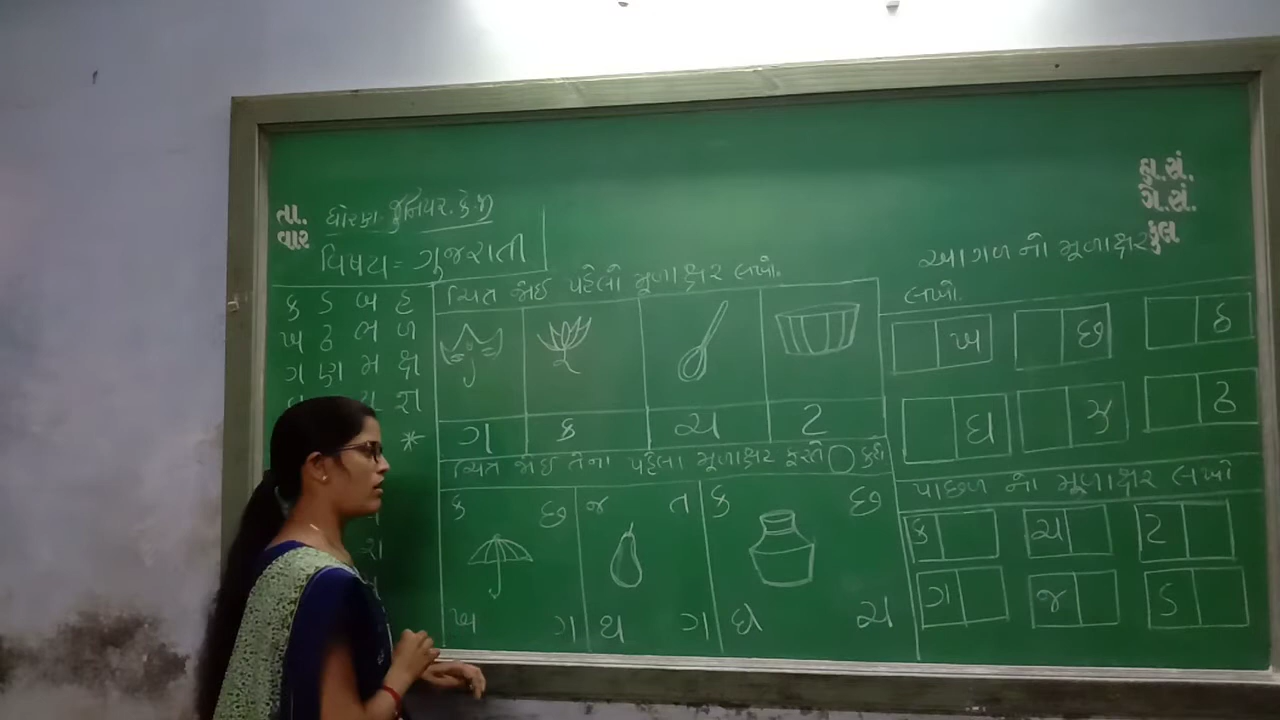 તા..
વાર
ધોરણ જુનિયર. કે.જી
વિષય = ગુજરાતી
હા.સં.
ગે.સં.
કુલ
ક ડ બ હ
ખ ઢ ભ ળ
ગ ણ મ ક્ષ
જ્ઞ
*
ચિત્ર જોઈ પહેલો મૂળાક્ષર લખો.
ગ ક ચ ટ
ચિત્ર જોઈ તેના પહેલા મૂળાક્ષર ફરતે ◯ કરો
ક છ જ ત ક છ
ખ ગ થ ગ ઘ ચ
આગળ નો મૂળાક્ષર
લખો.
ખ છ ઠ
ઘ ઝ ઢ
પાછળ નો મૂળાક્ષર લખો
ક ચ ટ
ગ જ ડ